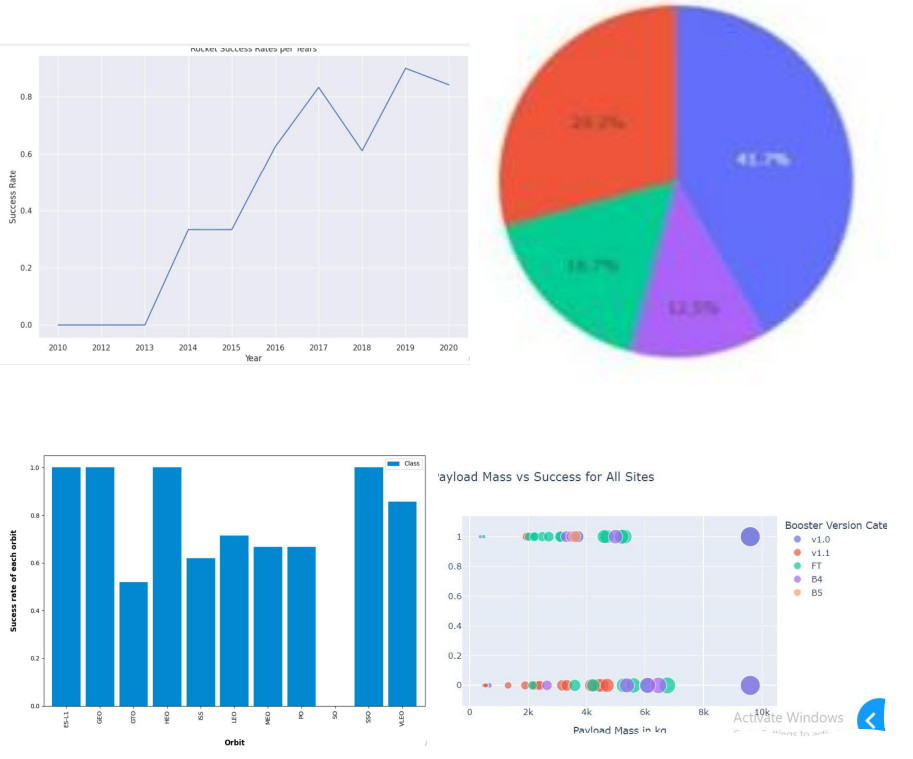 Rocket Success Rates per Years
Success Rate
0.8
0.6
0.4
0.2
0.0
2010 2012 2013 2014 2015 2016 2017 2018 2019 2020
Year
41.7%
29.2%
16.7%
12.5%
Class
Sucess rate of each orbit
1.0
0.8
0.6
0.4
0.2
0.0
ES-L1 GEO GTO HEO ISS LEO MEO PO SO SSO VLEO
Orbit
ayload Mass vs Success for All Sites
1
0.8
0.6
0.4
0.2
0
0 2k 4k 6k 8k 10k
Payload Mass in kg
Booster Version Cate
v1.0
v1.1
FT
B4
B5
Activate Windows